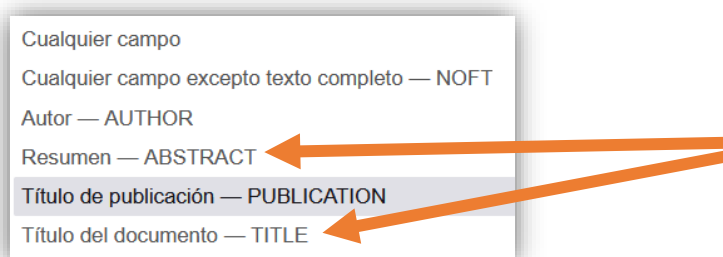 Cualquier campo
Cualquier campo excepto texto completo — NOFT
Autor — AUTHOR
Resumen — ABSTRACT
Título de publicación — PUBLICATION
Título del documento — TITLE